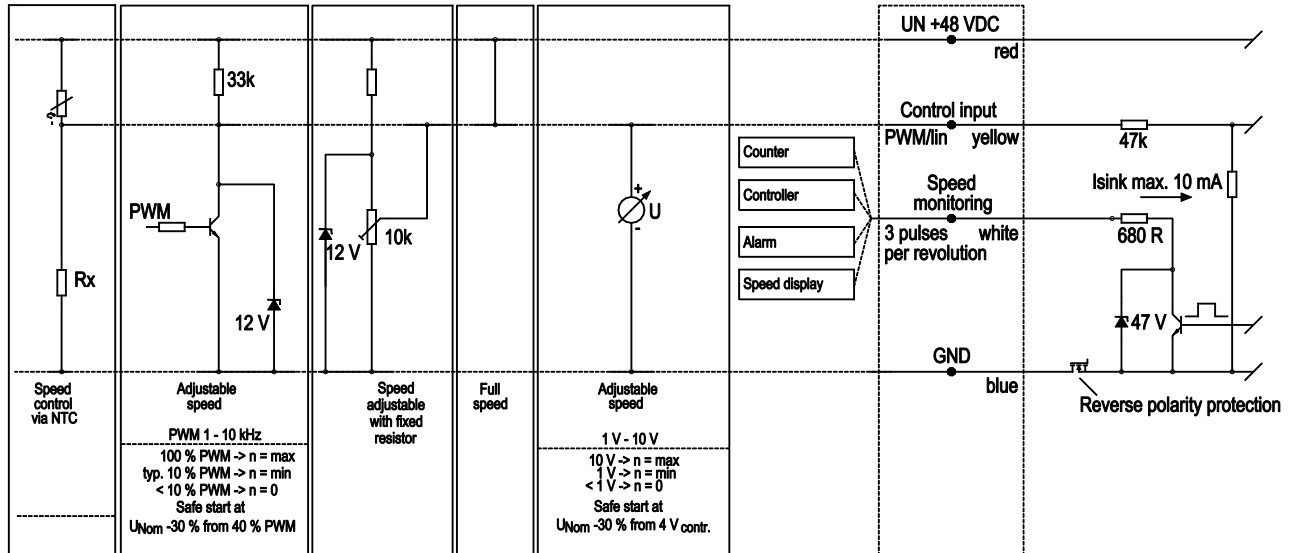 UN +48 VDC
red
33k
Control input
PWM/lin yellow
47k
-ϑ
Counter
Controller
Alarm
Speed display
Speed
monitoring
Isink max. 10 mA
3 pulses white
per revolution
680 R
PWM
+
U
-
10k
12 V
Rx
12 V
47 V
GND
blue
Reverse polarity protection
Speed
control
via NTC
Adjustable
speed
PWM 1 - 10 kHz
100 % PWM -> n = max
typ. 10 % PWM -> n = min
< 10 % PWM -> n = 0
Safe start at
UNom -30 % from 40 % PWM
Speed
adjustable
with fixed
resistor
Full
speed
Adjustable
speed
1 V - 10 V
10 V -> n = max
1 V -> n = min
< 1 V -> n = 0
Safe start at
UNom -30 % from 4 Vcontr.